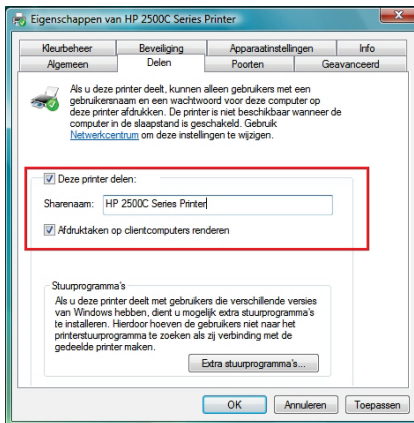 Eigenschappen van HP 2500C Series Printer
Kleurbeheer Beveiliging Apparaatinstellingen Info
Algemeen Delen Poorten Geavanceerd
Als u deze printer deelt, kunnen alleen gebruikers met een
gebruikersnaam en een wachtwoord voor deze computer op
deze printer afdrukken. De printer is niet beschikbaar wanneer de
computer in de slaapstand is geschakeld. Gebruik
Netwerkcentrum om deze instellingen te wijzigen.
Deze printer delen:
Sharenaam: HP 2500C Series Printer
Afdruktaken op clientcomputers renderen
Stuurprogramma's
Als u deze printer deelt met gebruikers die verschillende versies
van Windows hebben, dient u mogelijk extra stuurprogramma's
te installeren. Hierdoor hoeven de gebruikers niet naar het
printerstuurprogramma te zoeken als zij verbinding met de
gedeelde printer maken.
Extra stuurprogramma's...
OK Annuleren Toepassen